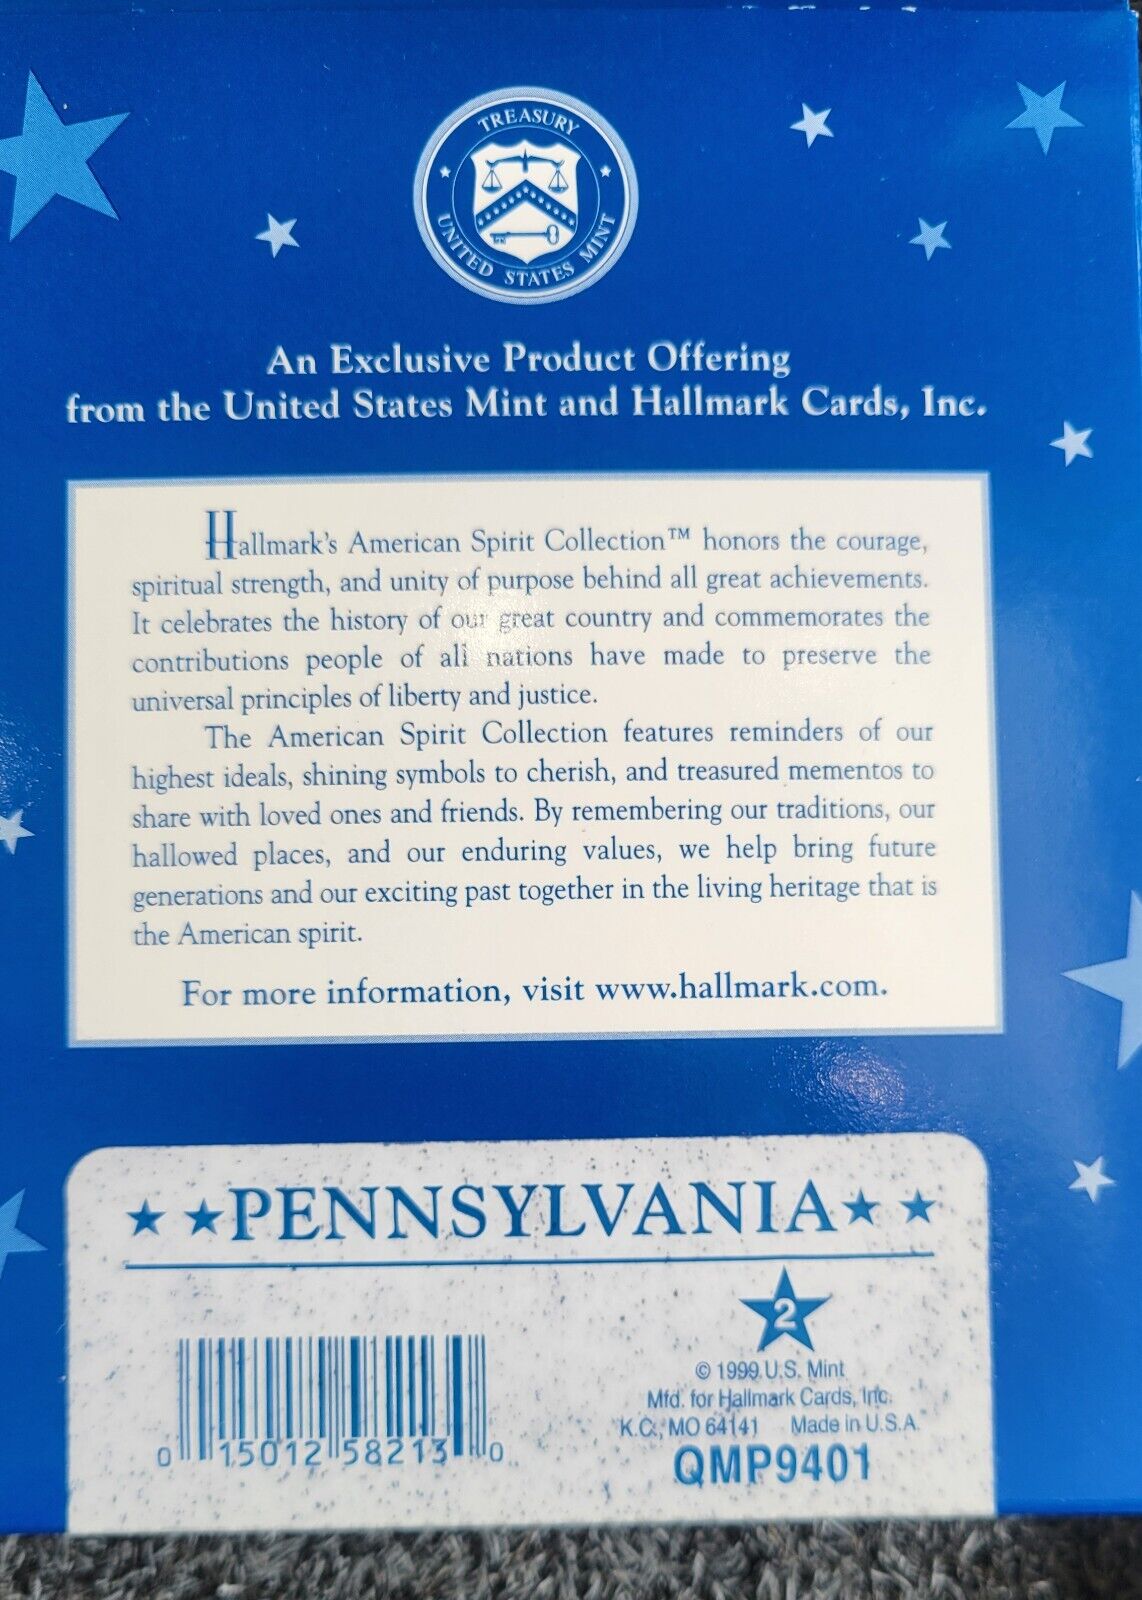 TREASURY
UNITED STATES MINT
An Exclusive Product Offering
from the United States Mint and Hallmark Cards, Inc.
Hallmark's American Spirit Collection™ honors the courage,
spiritual strength, and unity of purpose behind all great achievements.
It celebrates the history of our great country and commemorates the
contributions people of all nations have made to preserve the
universal principles of liberty and justice.
The American Spirit Collection features reminders of our
highest ideals, shining symbols to cherish, and treasured mementos to
share with loved ones and friends. By remembering our traditions, our
hallowed places, and our enduring values, we help bring future
generations and our exciting past together in the living heritage that is
the American spirit.
For more information, visit www.hallmark.com.
PENNSYLVANIA
2
© 1999 U.S. Mint
Mfd. for Hallmark Cards, Inc.
K.C., MO 64141 Made in U.S.A.
QMP9401
0 15012 58213 0